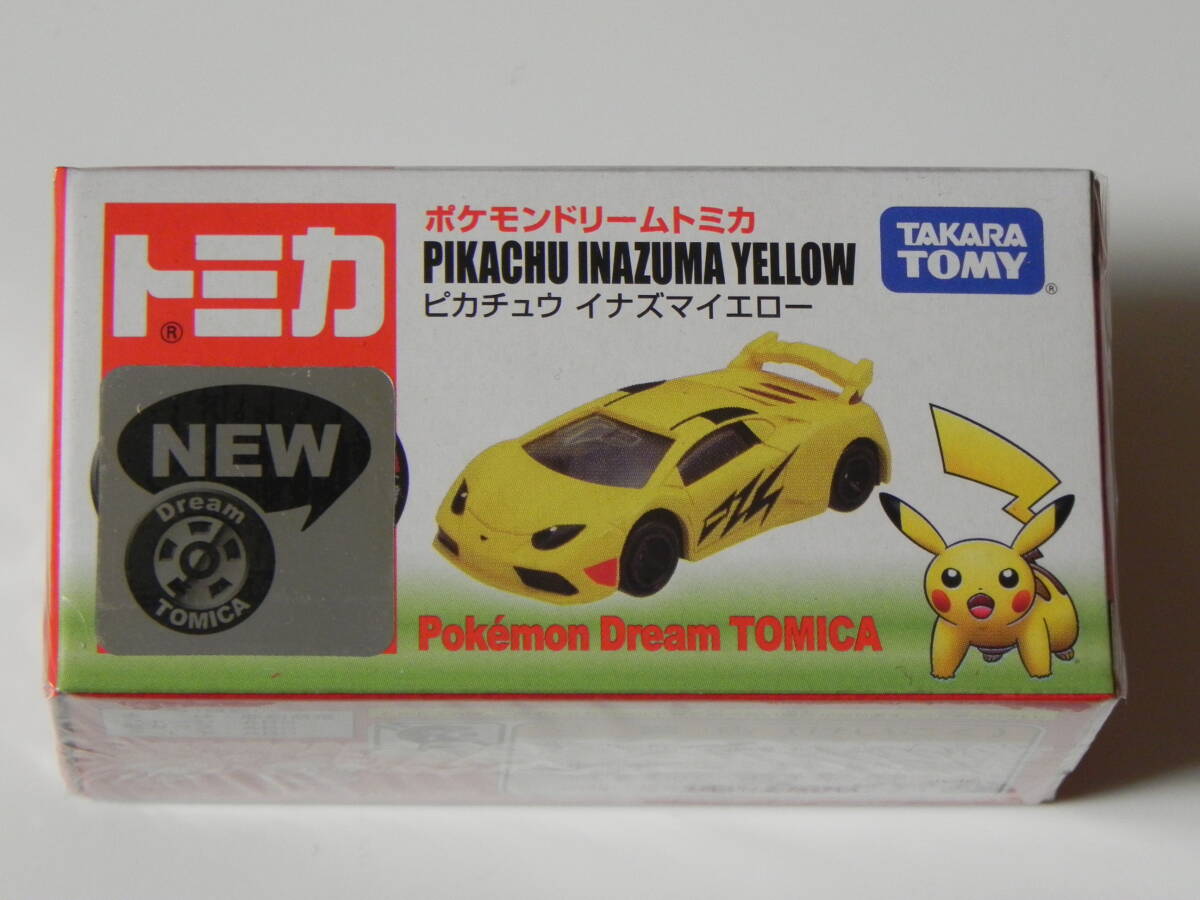 トミカ
®
NEW
Dream
TOMICA
ポケモンドリームトミカ
PIKACHU INAZUMA YELLOW
ピカチュウ イナズマイエロー
TAKARA
TOMY
®
Pokémon Dream TOMICA